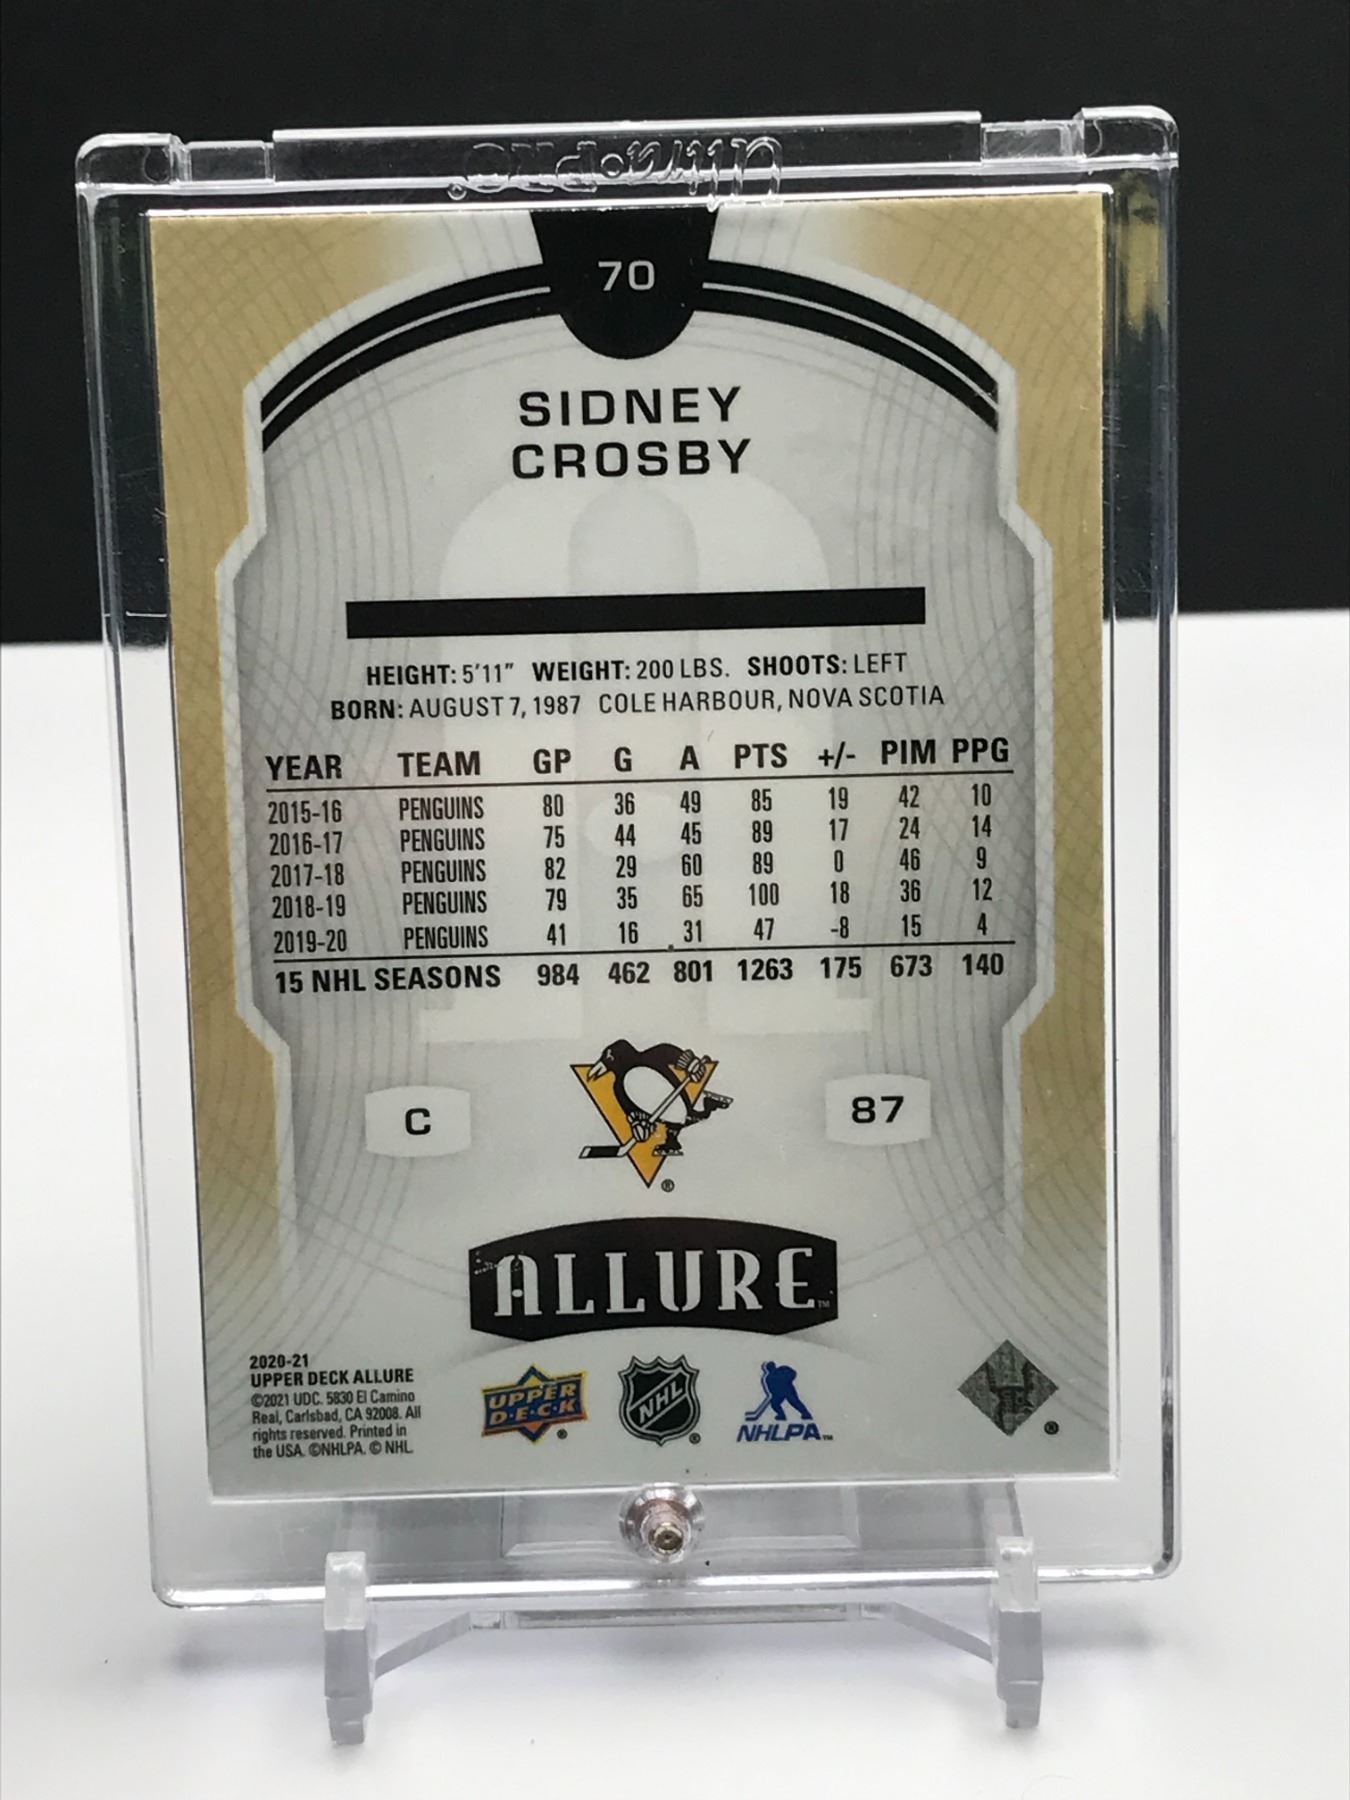 ultra·PRO
70
SIDNEY
CROSBY
HEIGHT: 5'11" WEIGHT: 200 LBS. SHOOTS: LEFT
BORN: AUGUST 7, 1987 COLE HARBOUR, NOVA SCOTIA
YEAR TEAM GP G A PTS +/- PIM PPG
2015-16 PENGUINS 80 36 49 85 19 42 10
2016-17 PENGUINS 75 44 45 89 17 24 14
2017-18 PENGUINS 82 29 60 89 0 46 9
2018-19 PENGUINS 79 35 65 100 18 36 12
2019-20 PENGUINS 41 16 31 47 -8 15 4
15 NHL SEASONS 984 462 801 1263 175 673 140
C 87
®
ALLURE™
2020-21
UPPER DECK ALLURE
©2021 UDC. 5830 El Camino
Real, Carlsbad, CA 92008. All
rights reserved. Printed in
the USA. ©NHLPA. © NHL.
UPPER
D·E·C·K ®
NHL ®
NHLPA™
®